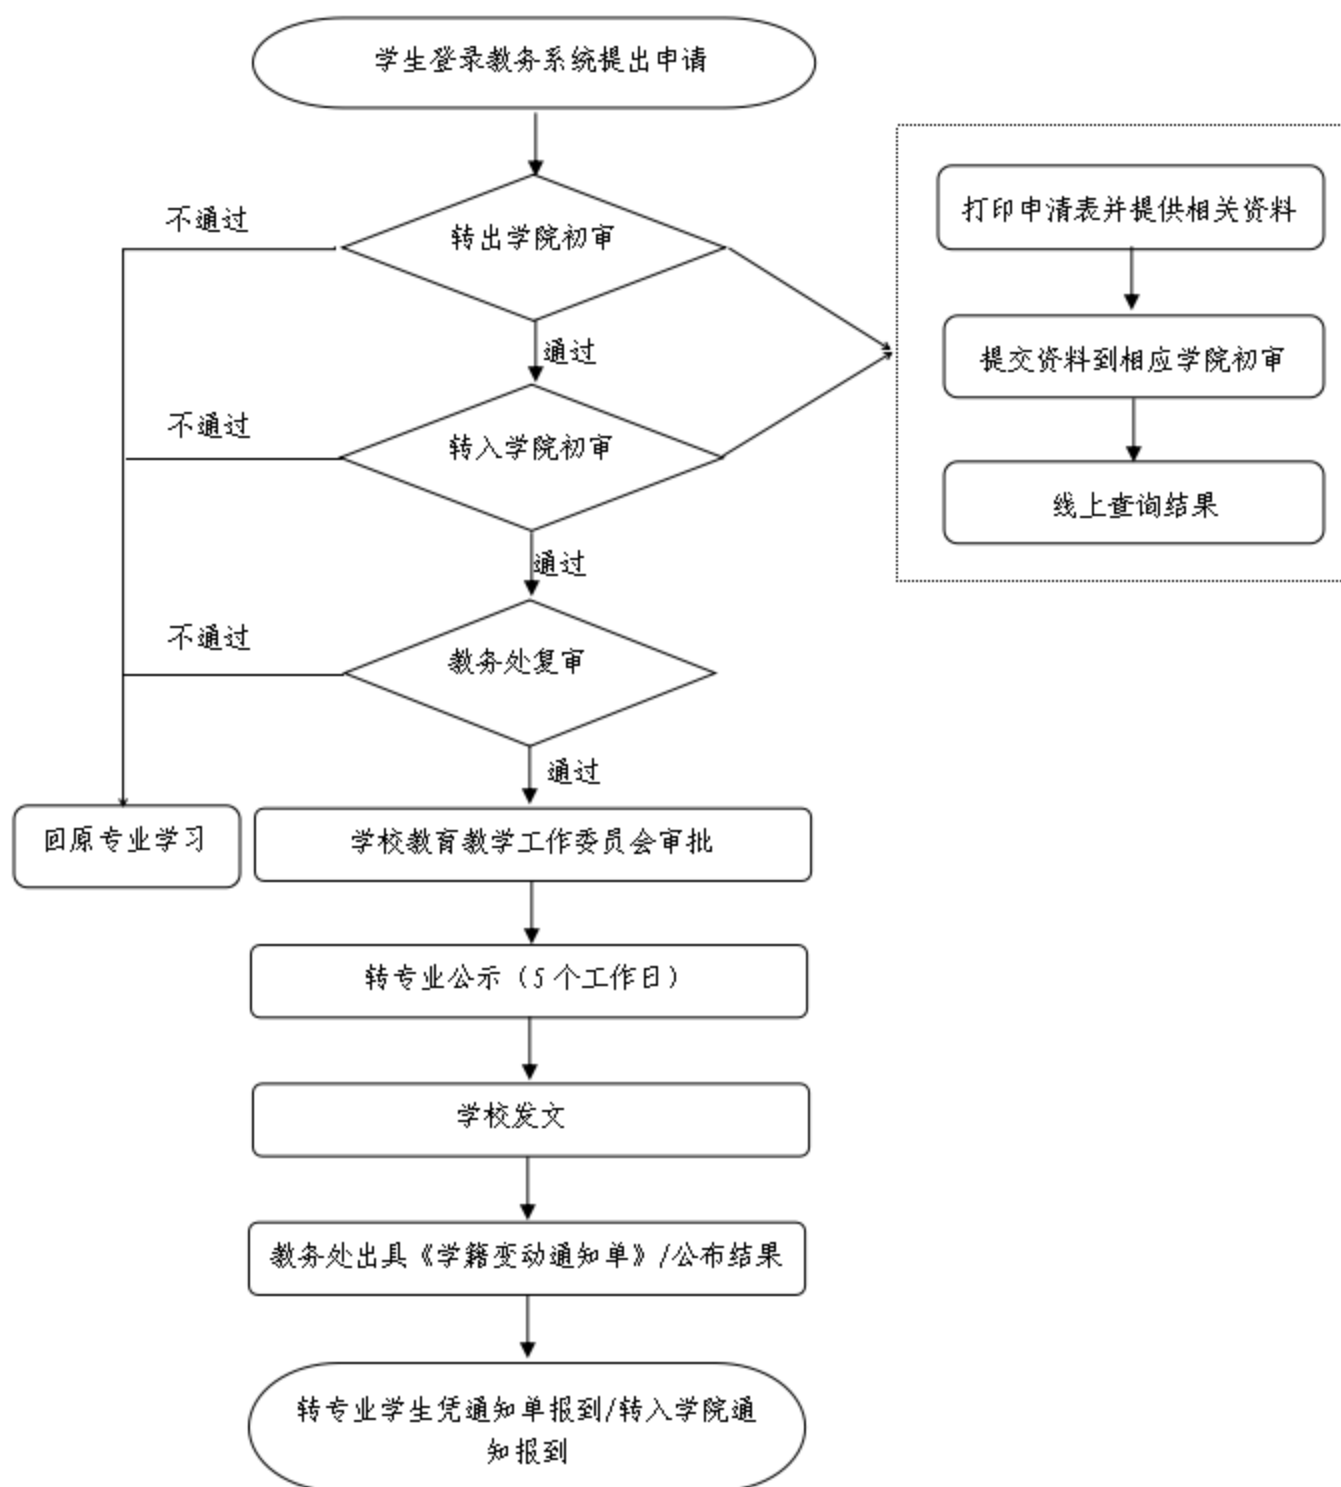 学生登录教务系统提出申请
打印申请表并提供相关资料
不通过
转出学院初审
通过
提交资料到相应学院初审
不通过
转入学院初审
线上查询结果
通过
不通过
教务处复审
通过
回原专业学习
学校教育教学工作委员会审批
转专业公示（5个工作日）
学校发文
教务处出具《学籍变动通知单》/公布结果
转专业学生凭通知单报到/转入学院通
知报到